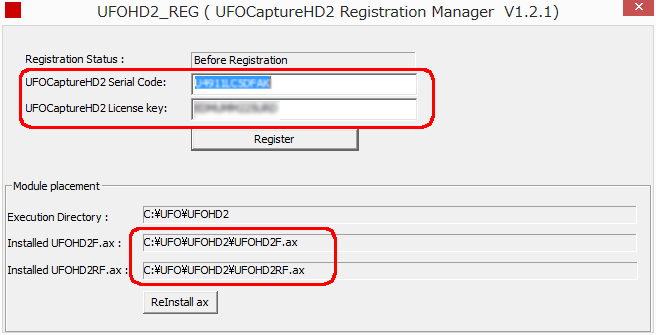 UFOHD2_REG ( UFOCaptureHD2 Registration Manager V1.2.1)
Registration Status : Before Registration
UFOCaptureHD2 Serial Code:
UFOCaptureHD2 License key:
Register
Module placement
Execution Directory : C:¥UFO¥UFOHD2
Installed UFOHD2F.ax : C:¥UFO¥UFOHD2¥UFOHD2F.ax
Installed UFOHD2RF.ax : C:¥UFO¥UFOHD2¥UFOHD2RF.ax
ReInstall ax